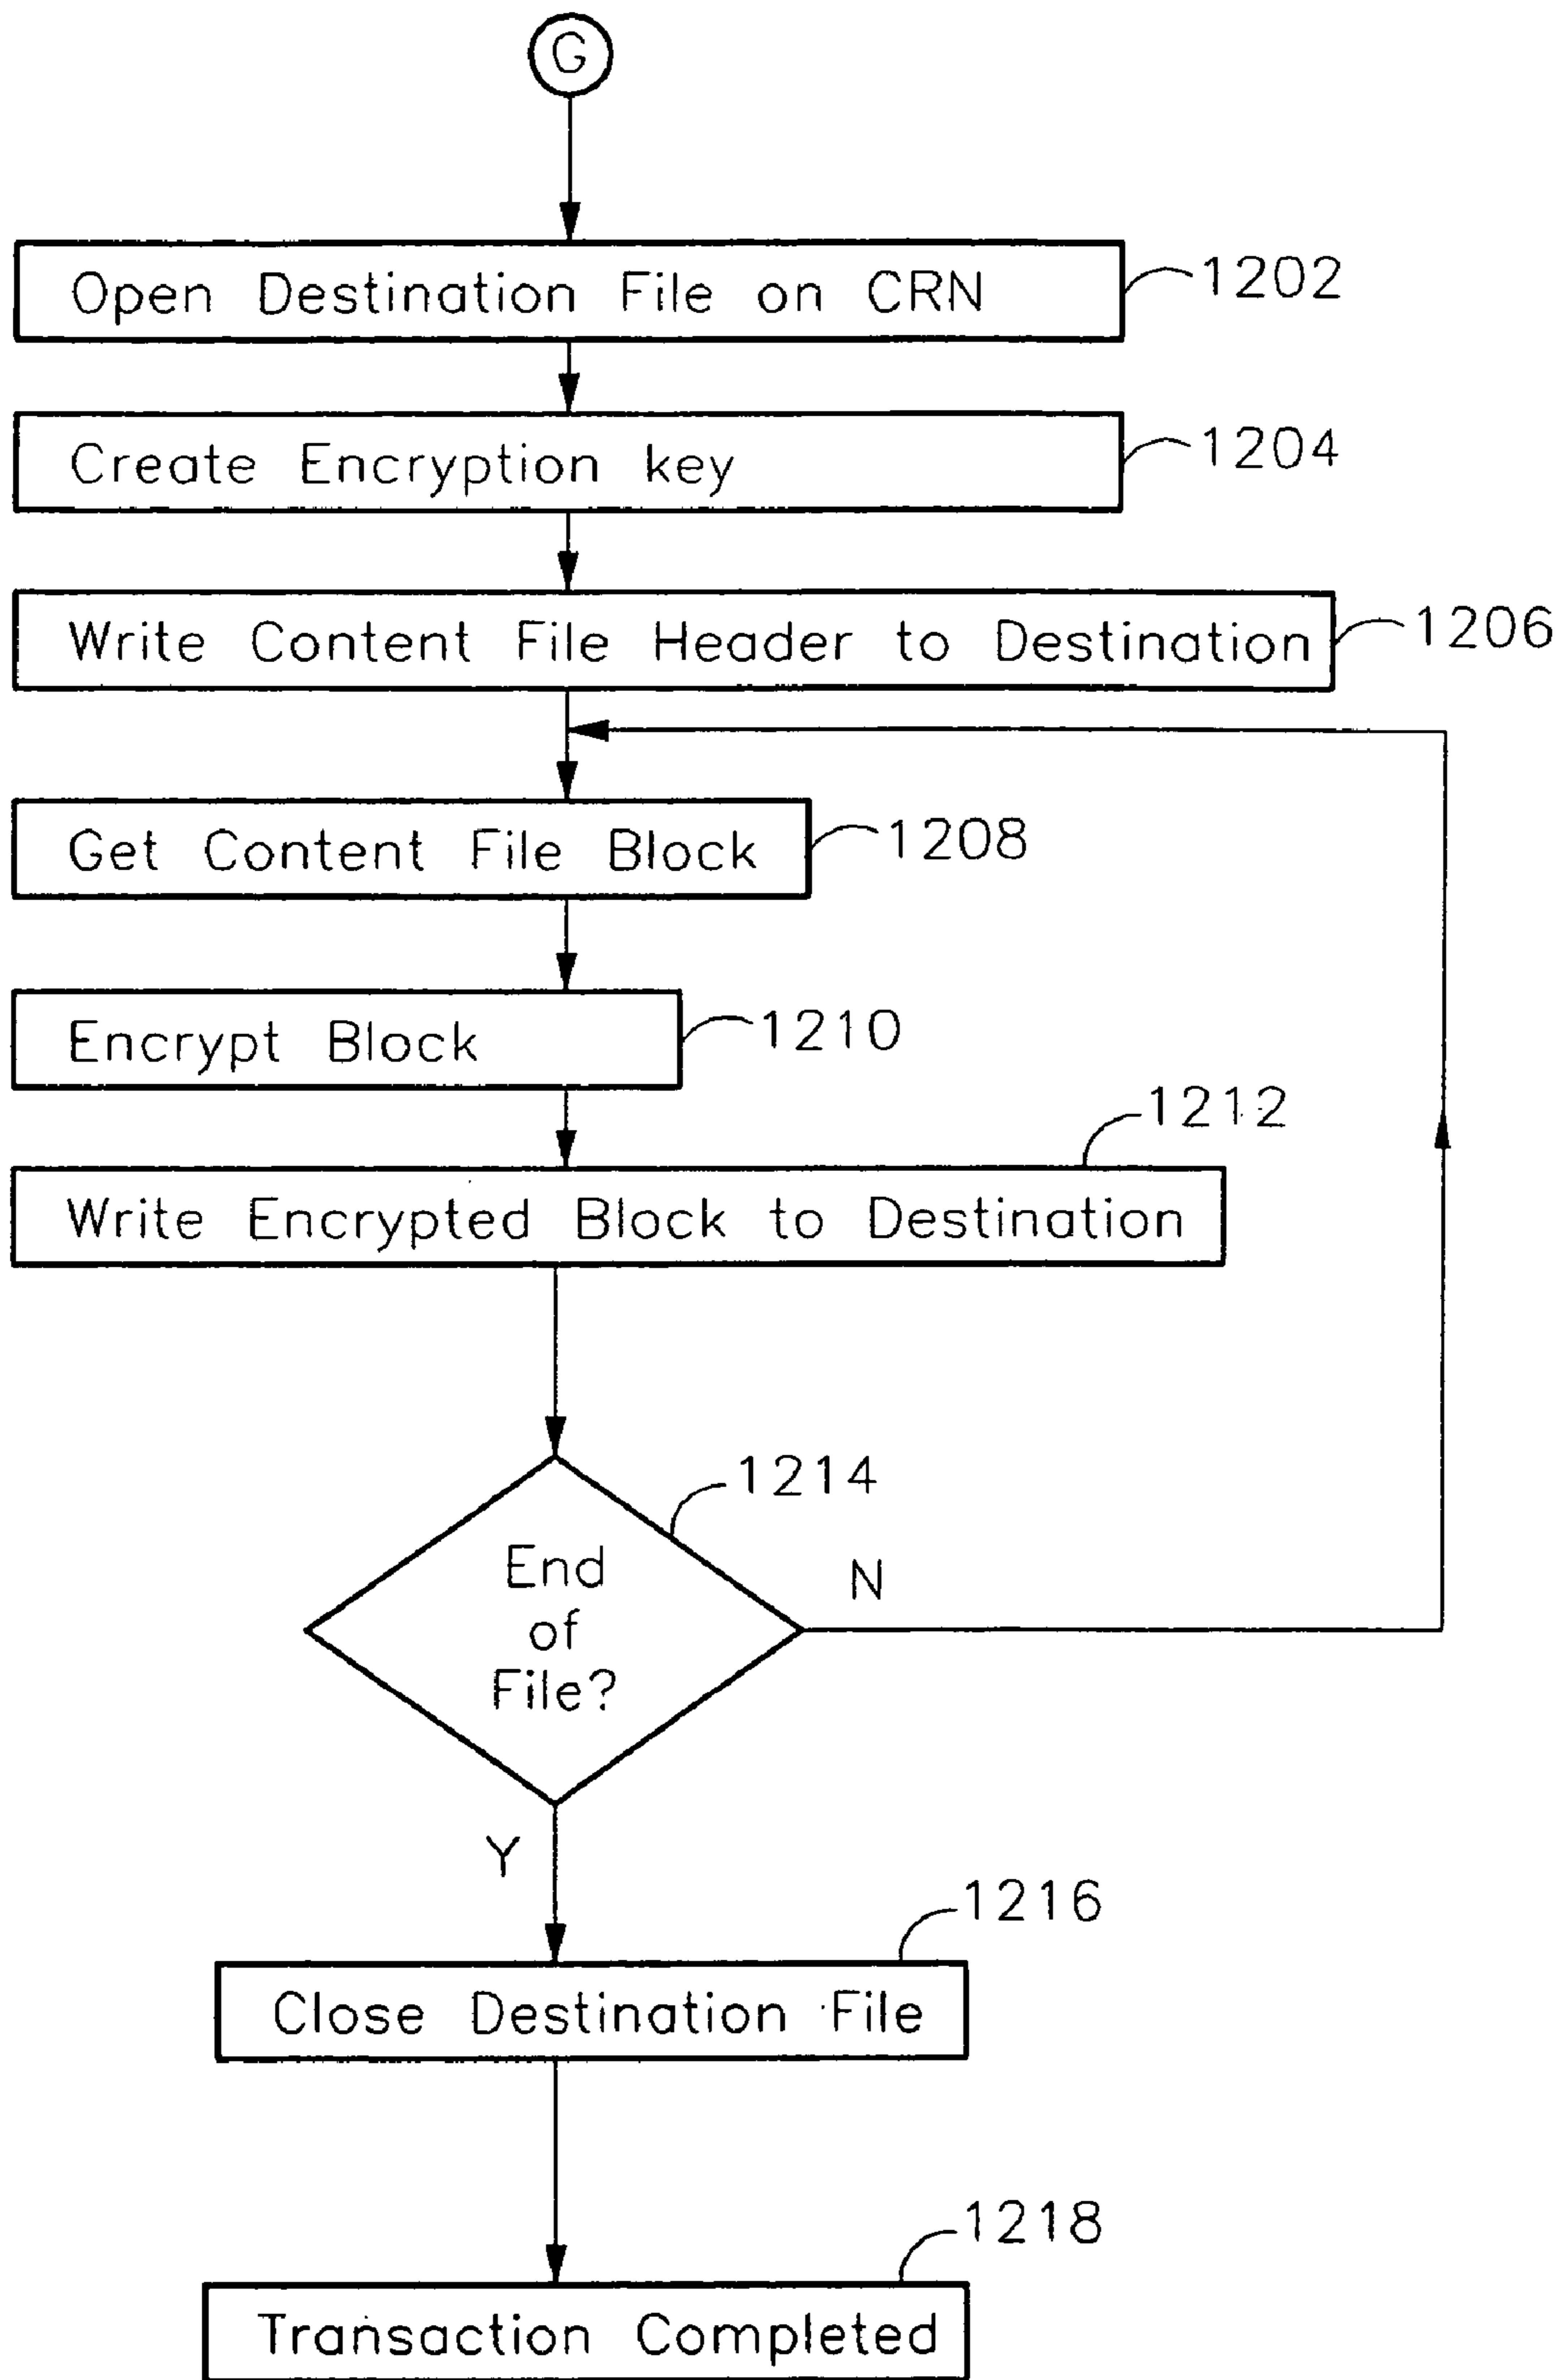 G
Open Destination File on CRN
1202
Create Encryption key
1204
Write Content File Header to Destination
1206
Get Content File Block
1208
Encrypt Block
1210
1212
Write Encrypted Block to Destination
1214
End
of
File?
N
Y
1216
Close Destination File
1218
Transaction Completed